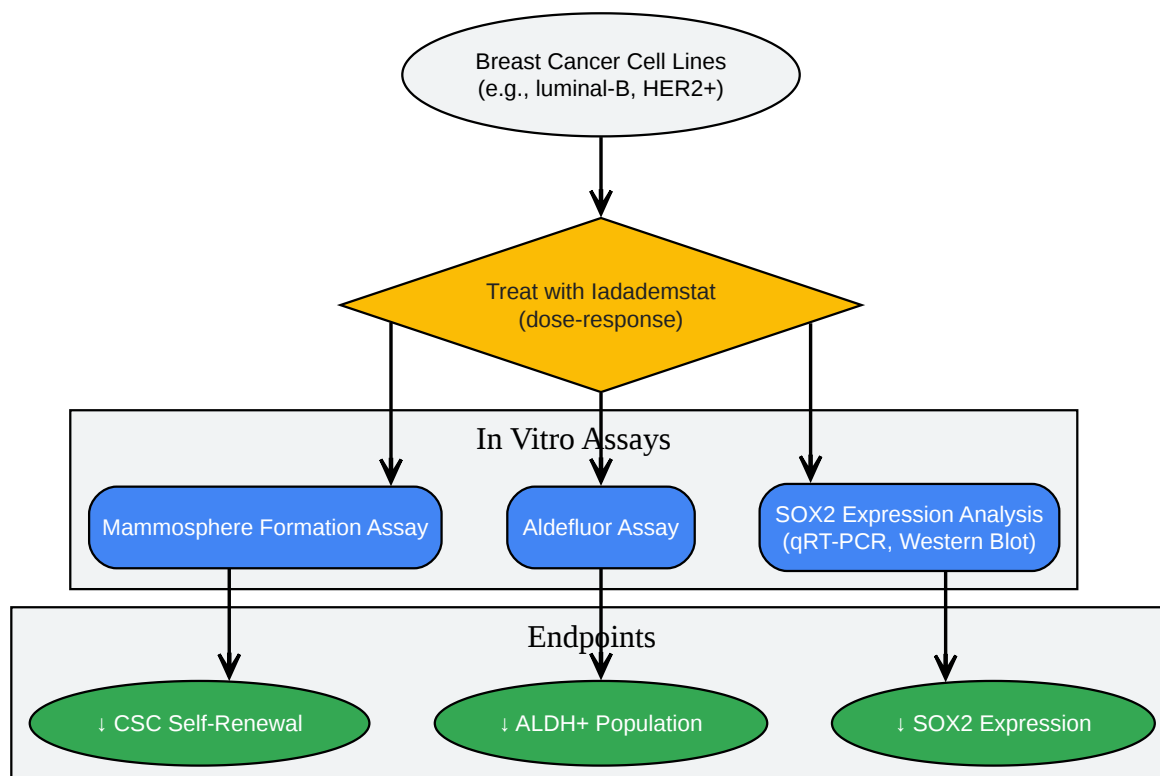 Breast Cancer Cell Lines
(e.g., luminal-B, HER2+)
Treat with Iadademstat
(dose-response)
In Vitro Assays
Mammosphere Formation Assay
Aldefluor Assay
SOX2 Expression Analysis
(qRT-PCR, Western Blot)
Endpoints
↓ CSC Self-Renewal
↓ ALDH+ Population
↓ SOX2 Expression